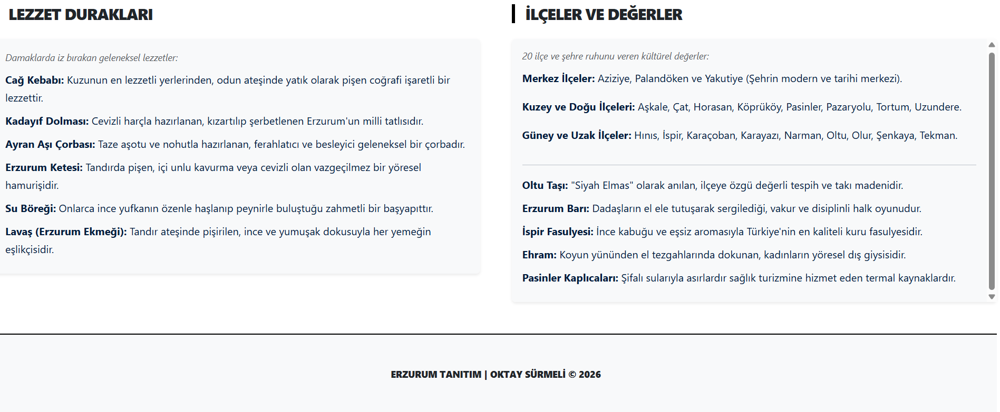 LEZZET DURAKLARI
Damaklarda iz bırakan geleneksel lezzetler:
Cağ Kebabı: Kuzunun en lezzetli yerlerinden, odun ateşinde yatık olarak pişen coğrafi işaretli bir
lezzettir.
Kadayıf Dolması: Cevizli harçla hazırlanan, kızartılıp şerbetlenen Erzurum'un milli tatlısıdır.
Ayran Aşı Çorbası: Taze aşotu ve nohutla hazırlanan, ferahlatıcı ve besleyici geleneksel bir çorbadır.
Erzurum Ketesi: Tandırda pişen, içi unlu kavurma veya cevizli olan vazgeçilmez bir yöresel
hamurişidir.
Su Böreği: Onlarca ince yufkanın özenle haşlanıp peynirle buluştuğu zahmetli bir başyapıttır.
Lavaş (Erzurum Ekmeği): Tandır ateşinde pişirilen, ince ve yumuşak dokusuyla her yemeğin
eşlikçisidir.
İLÇELER VE DEĞERLER
20 ilçe ve şehre ruhunu veren kültürel değerler:
Merkez İlçeler: Aziziye, Palandöken ve Yakutiye (Şehrin modern ve tarihi merkezi).
Kuzey ve Doğu İlçeleri: Aşkale, Çat, Horasan, Köprüköy, Pasinler, Pazaryolu, Tortum, Uzundere.
Güney ve Uzak İlçeler: Hınıs, İspir, Karaçoban, Karayazı, Narman, Oltu, Olur, Şenkaya, Tekman.
Oltu Taşı: "Siyah Elmas" olarak anılan, ilçeye özgü değerli tespih ve takı madenidir.
Erzurum Barı: Dadaşların el ele tutuşarak sergilediği, vakur ve disiplinli halk oyunudur.
İspir Fasulyesi: İnce kabuğu ve eşsiz aromasıyla Türkiye'nin en kaliteli kuru fasulyesidir.
Ehram: Koyun yününden el tezgahlarında dokunan, kadınların yöresel dış giysisidir.
Pasinler Kaplıcaları: Şifalı sularıyla asırlardır sağlık turizmine hizmet eden termal kaynaklardır.
ERZURUM TANITIM | OKTAY SÜRMELİ © 2026